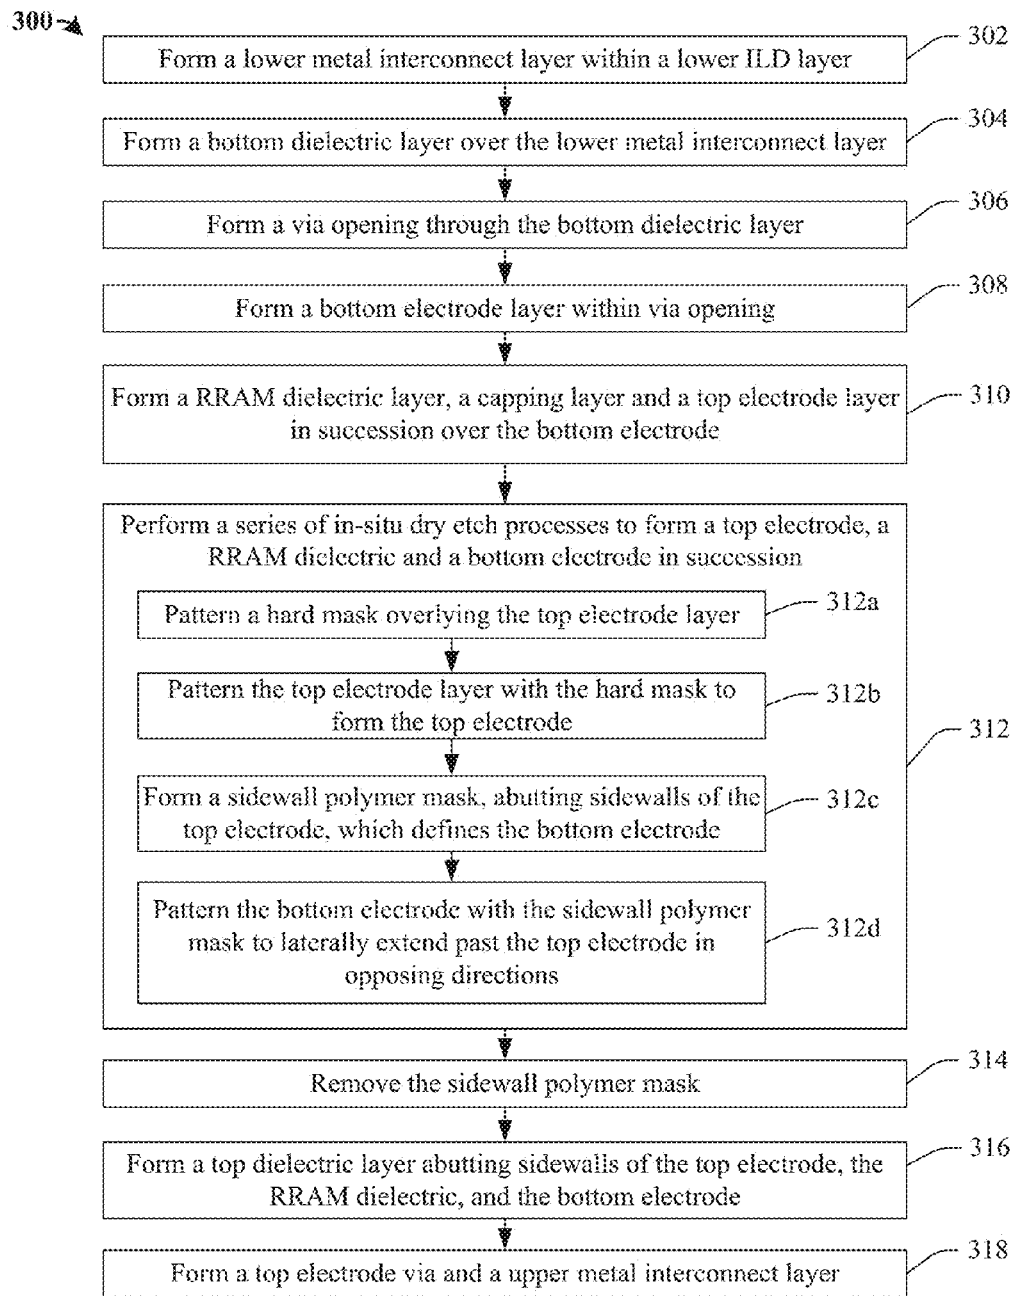 300
Form a lower metal interconnect layer within a lower ILD layer
302
Form a bottom dielectric layer over the lower metal interconnect layer
304
Form a via opening through the bottom dielectric layer
306
Form a bottom electrode layer within via opening
308
Form a RRAM dielectric layer, a capping layer and a top electrode layer
in succession over the bottom electrode
310
Perform a series of in-situ dry etch processes to form a top electrode, a
RRAM dielectric and a bottom electrode in succession
Pattern a hard mask overlying the top electrode layer
312a
Pattern the top electrode layer with the hard mask to
form the top electrode
312b
Form a sidewall polymer mask, abutting sidewalls of the
top electrode, which defines the bottom electrode
312c
Pattern the bottom electrode with the sidewall polymer
mask to laterally extend past the top electrode in
opposing directions
312d
312
Remove the sidewall polymer mask
314
Form a top dielectric layer abutting sidewalls of the top electrode, the
RRAM dielectric, and the bottom electrode
316
Form a top electrode via and a upper metal interconnect layer
318